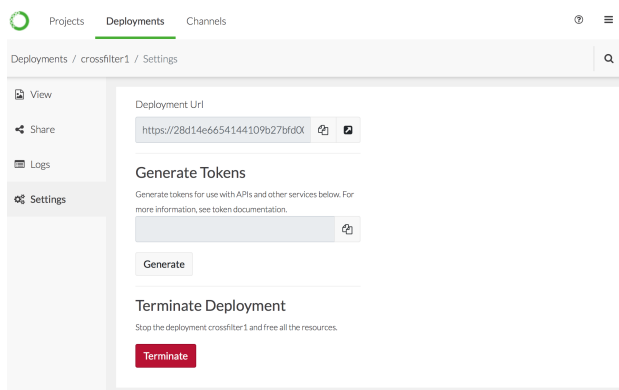 Projects
Deployments
Channels
Deployments / crossfilter1 / Settings
View
Share
Logs
Settings
Deployment Url
https://28d14e6654144109b27bfd0
Generate Tokens
Generate tokens for use with APIs and other services below. For
more information, see token documentation.
Generate
Terminate Deployment
Stop the deployment crossfilter1 and free all the resources.
Terminate